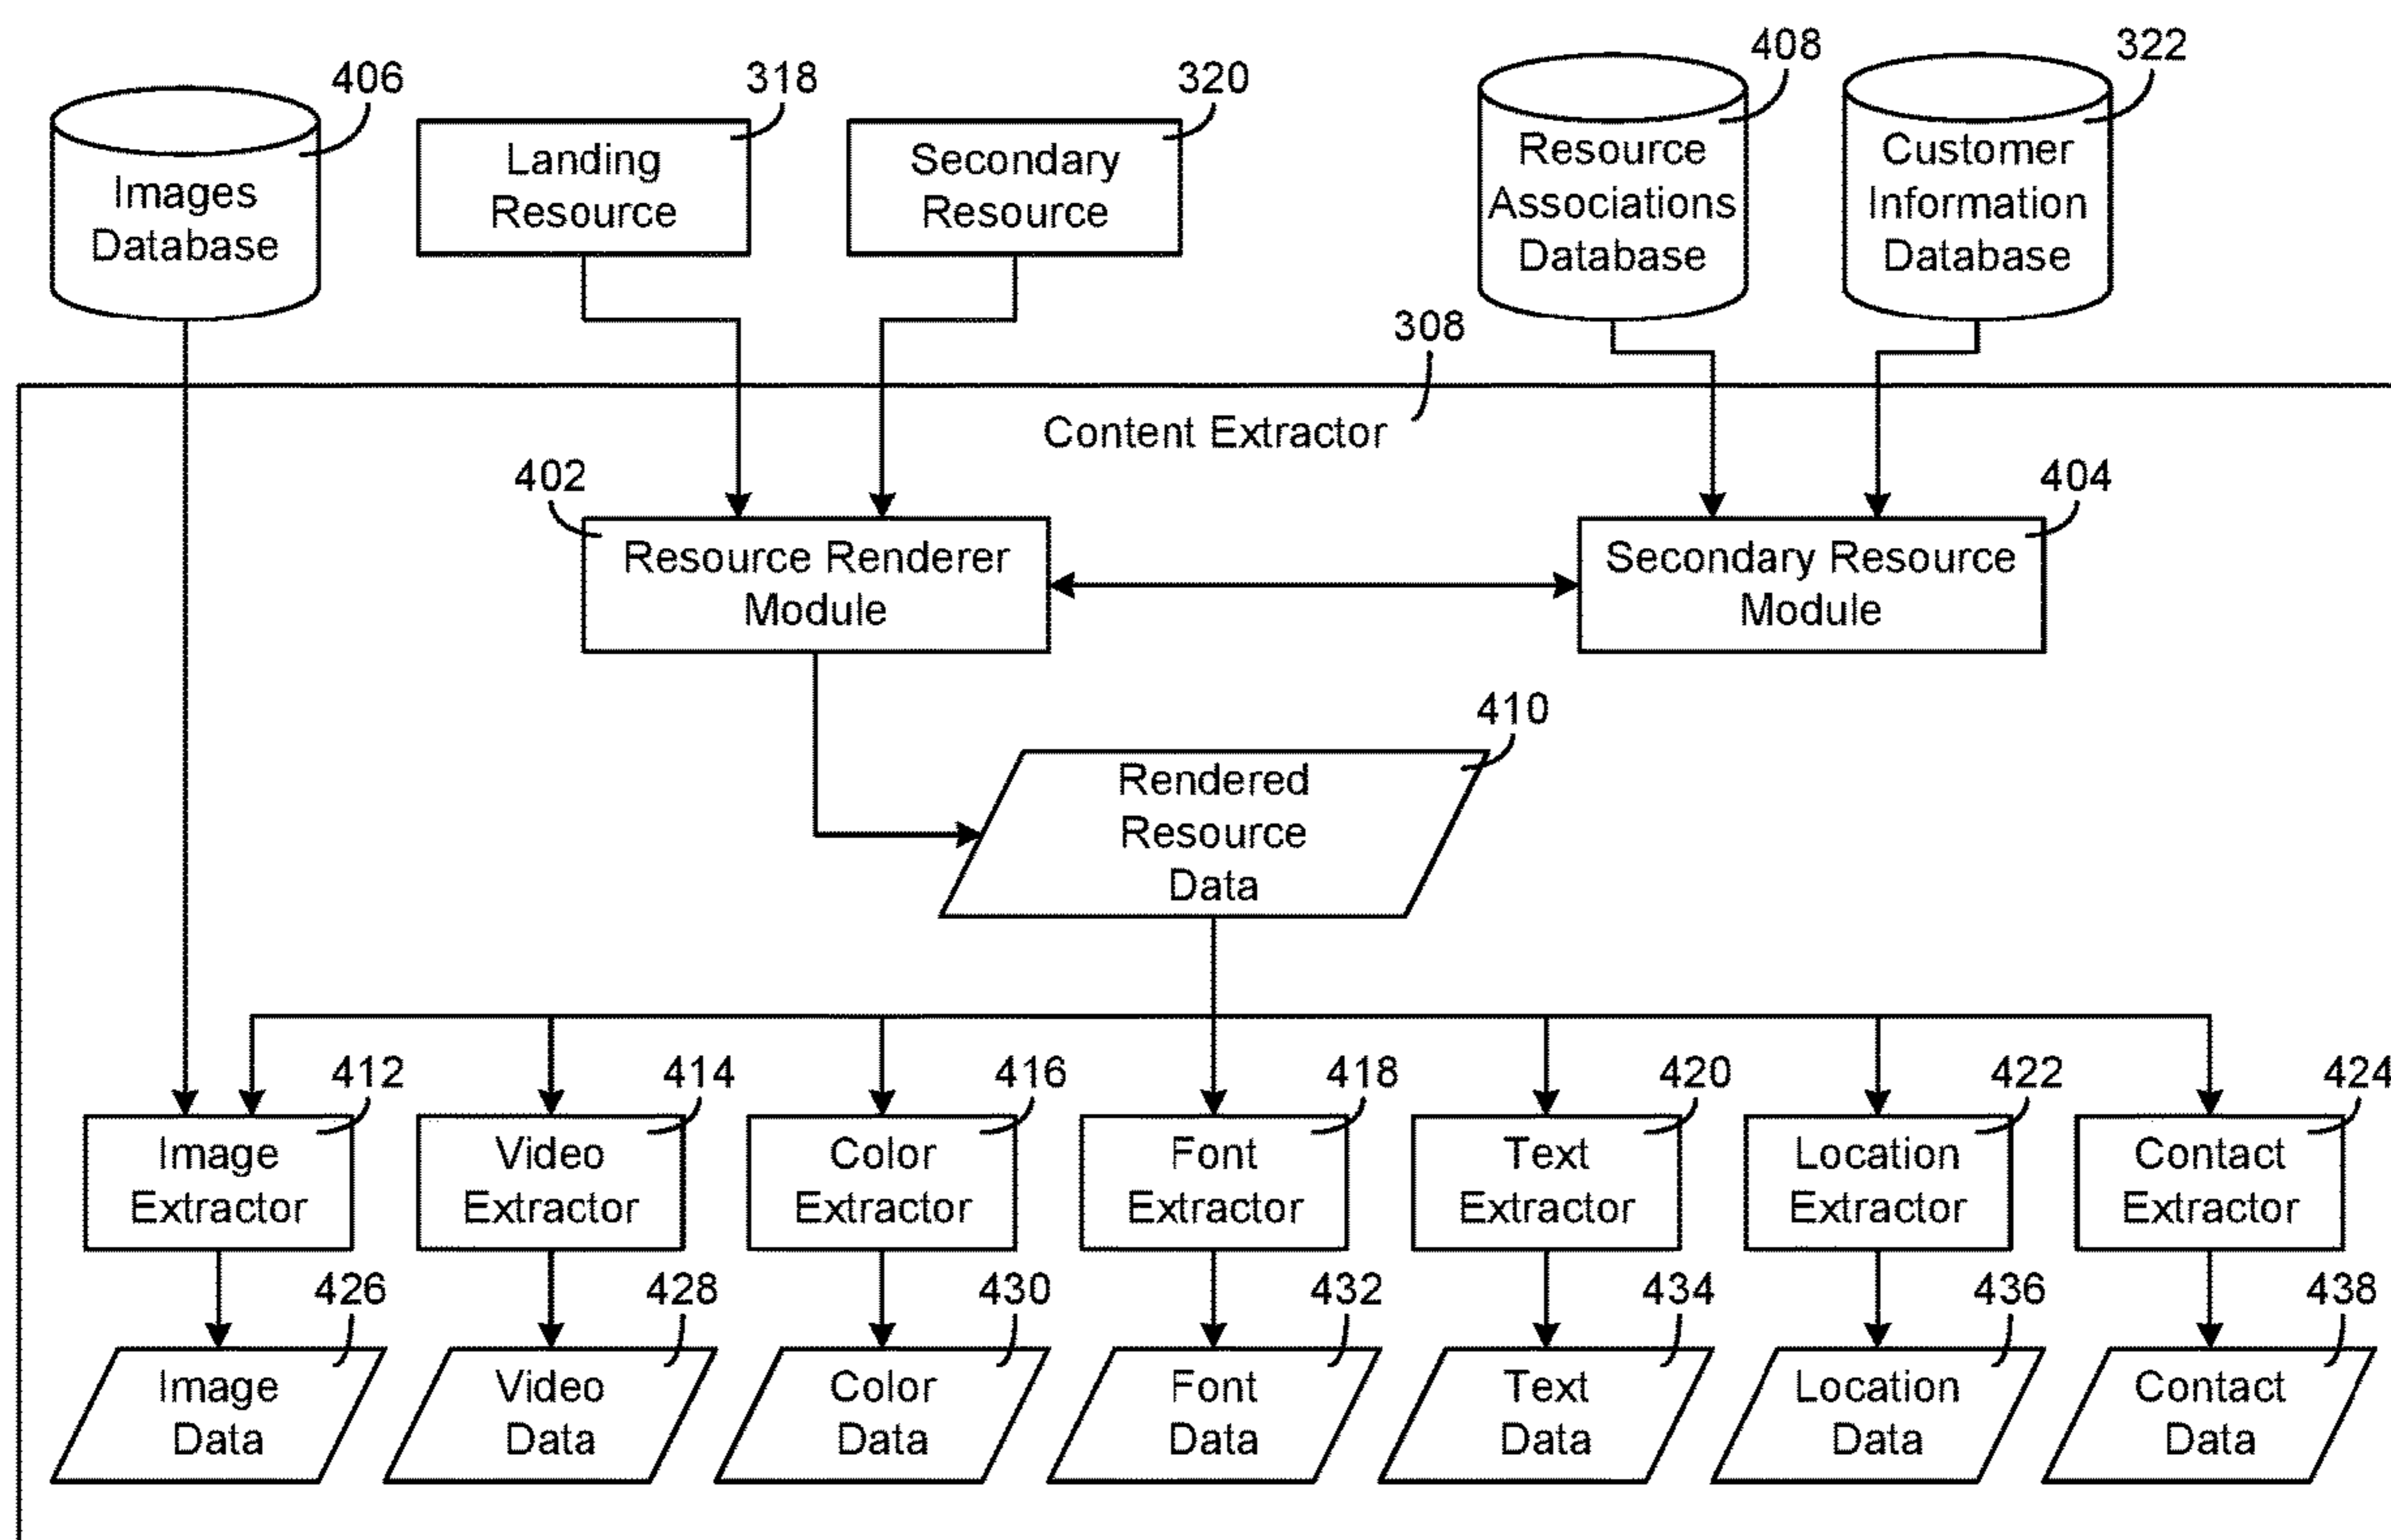 406
318
320
408
322
Images
Database
Landing
Resource
Secondary
Resource
Resource
Associations
Database
Customer
Information
Database
308
Content Extractor
402
404
Resource Renderer
Module
Secondary Resource
Module
410
Rendered
Resource
Data
412
414
416
418
420
422
424
Image
Extractor
Video
Extractor
Color
Extractor
Font
Extractor
Text
Extractor
Location
Extractor
Contact
Extractor
426
428
430
432
434
436
438
Image
Data
Video
Data
Color
Data
Font
Data
Text
Data
Location
Data
Contact
Data